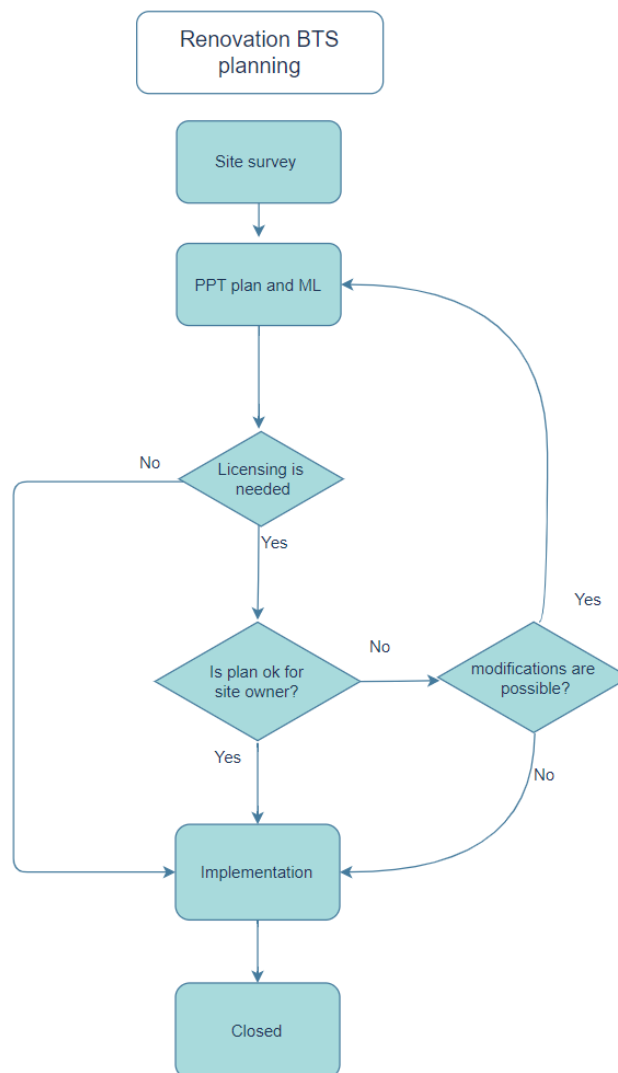 Renovation BTS
planning
Site survey
PPT plan and ML
No
Licensing is
needed
Yes
Yes
No
Is plan ok for
site owner?
modifications are
possible?
Yes
No
Implementation
Closed